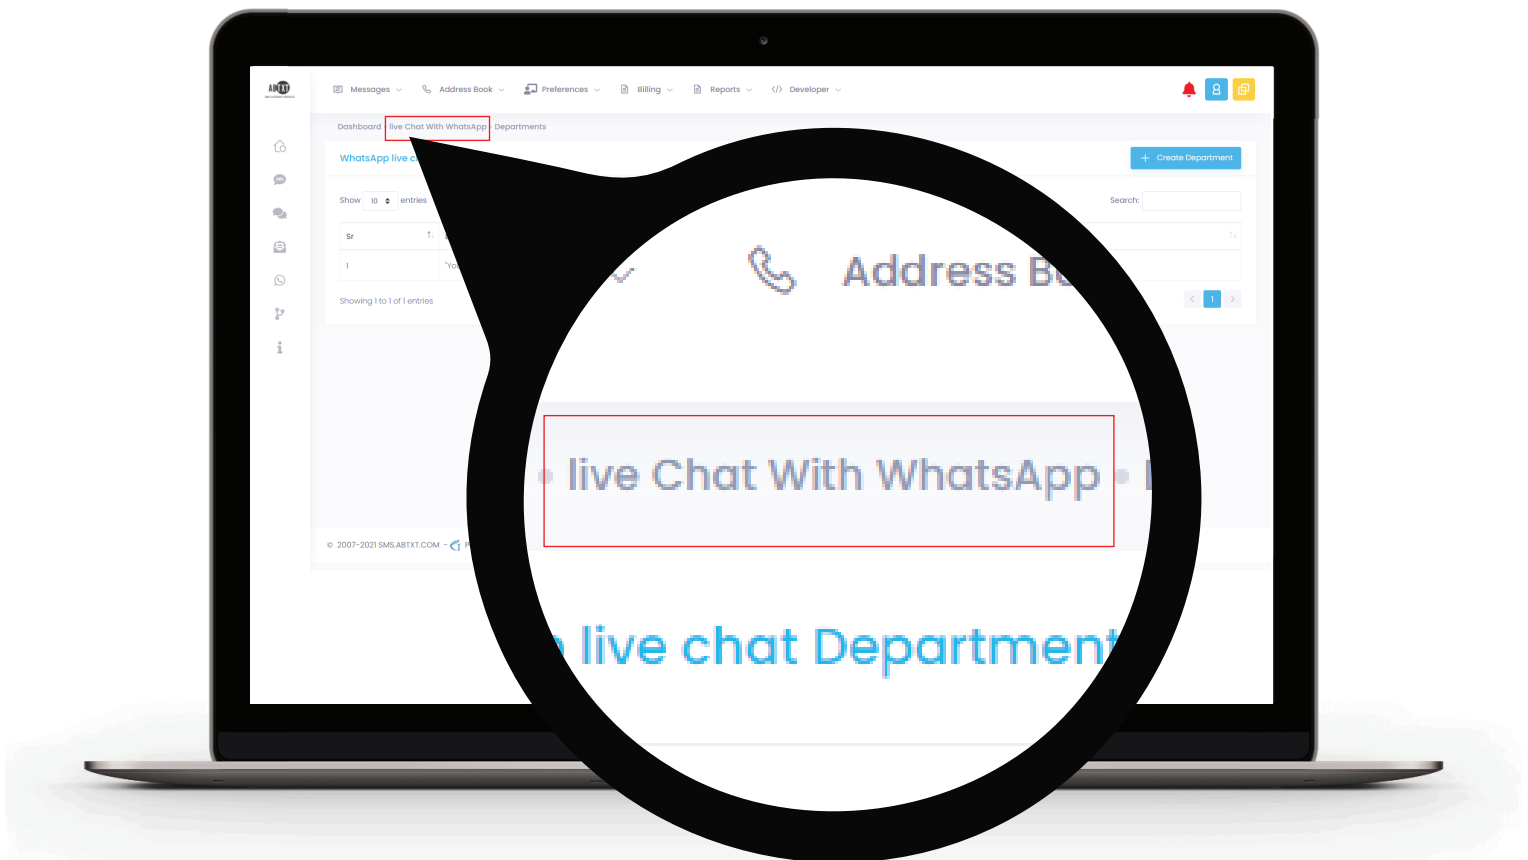 ABTXT
Messages Address Book Preferences Billing Reports Developer
Dashboard live Chat With WhatsApp Departments
WhatsApp live c
+ Create Department
Show 10 entries
Search:
Sr
1 "You
Showing 1 to 1 of 1 entries
< 1 >
© 2007-2021 SMS.ABTXT.COM - P
Address Bo
• live Chat With WhatsApp •
live chat Department